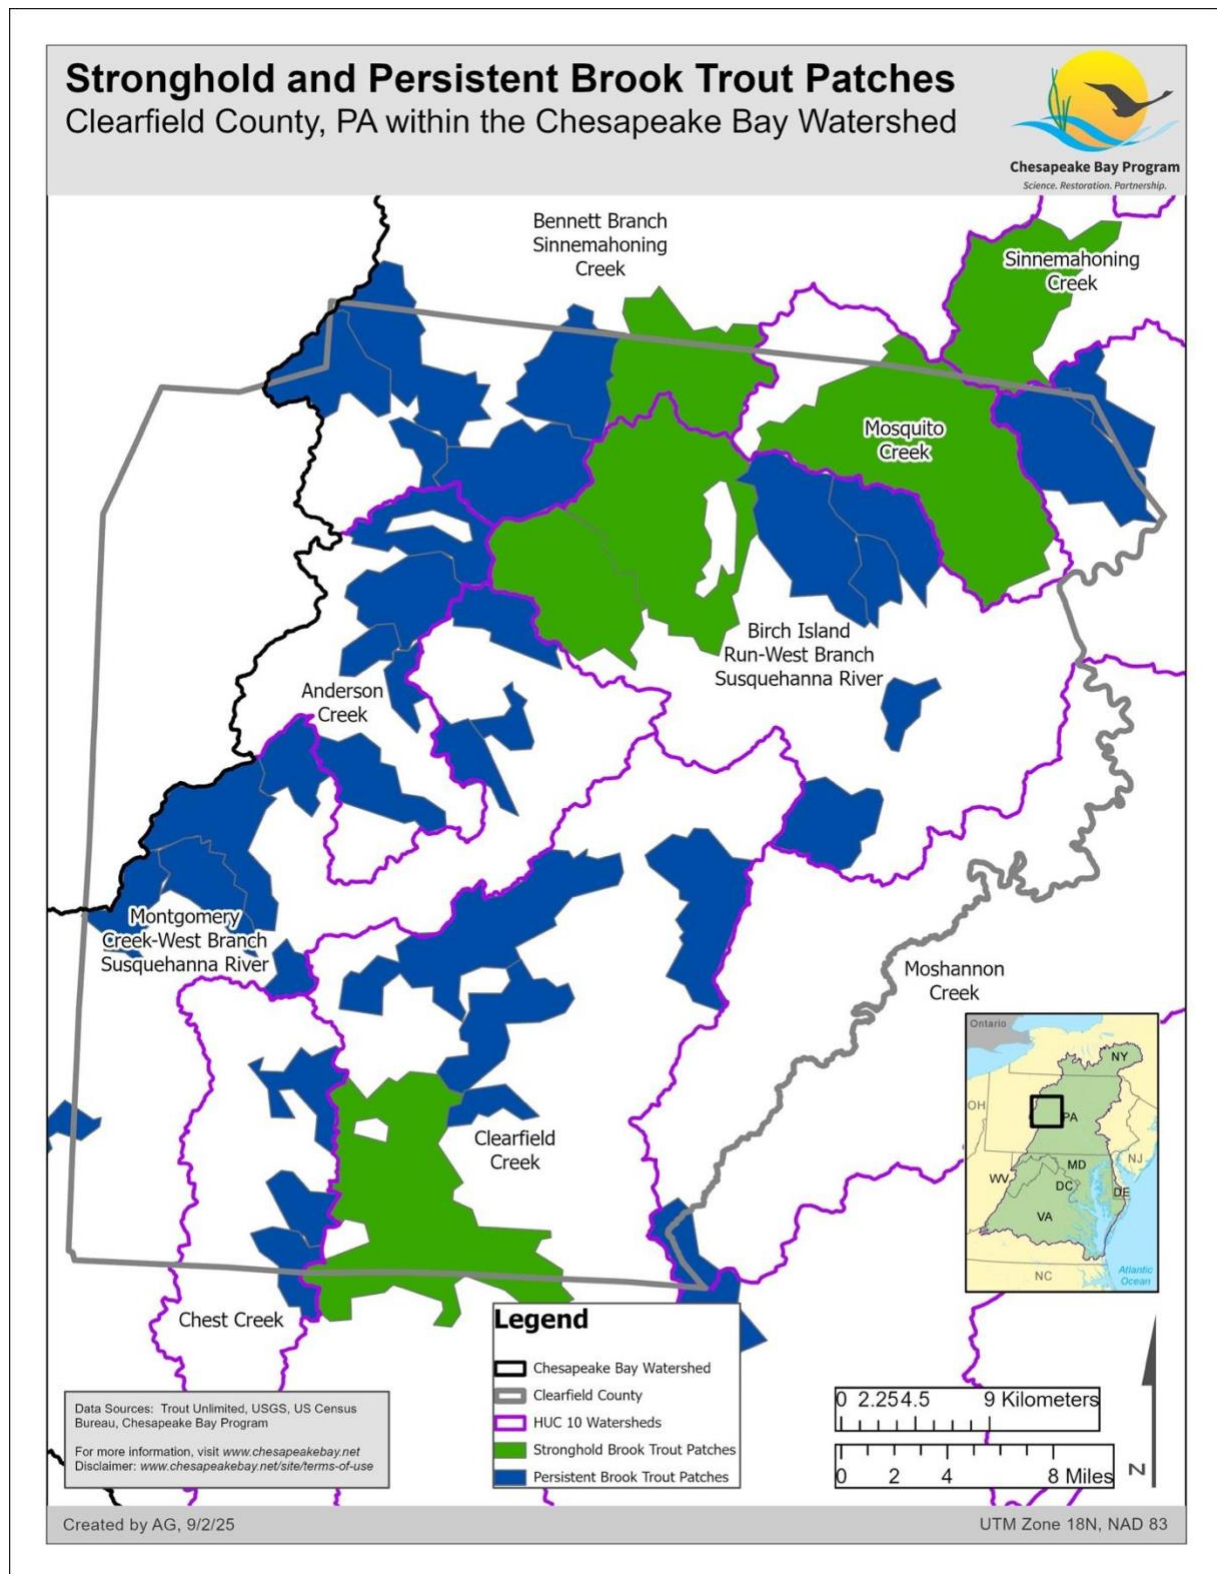 Stronghold and Persistent Brook Trout Patches
Clearfield County, PA within the Chesapeake Bay Watershed
Chesapeake Bay Program
Science. Restoration. Partnership.
Bennett Branch
Sinnemahoning
Creek
Sinnemahoning
Creek
Mosquito
Creek
Birch Island
Run-West Branch
Susquehanna River
Anderson
Creek
Montgomery
Creek-West Branch
Susquehanna River
Moshannon
Creek
Clearfield
Creek
Chest Creek
Ontario
NY
OH
PA
NJ
MD
WV
DC
DE
VA
NC
Atlantic
Ocean
Legend
Chesapeake Bay Watershed
Clearfield County
HUC 10 Watersheds
Stronghold Brook Trout Patches
Persistent Brook Trout Patches
Data Sources: Trout Unlimited, USGS, US Census
Bureau, Chesapeake Bay Program
For more information, visit www.chesapeakebay.net
Disclaimer: www.chesapeakebay.net/site/terms-of-use
0 2.25 4.5 9 Kilometers
0 2 4 8 Miles
N
Created by AG, 9/2/25
UTM Zone 18N, NAD 83